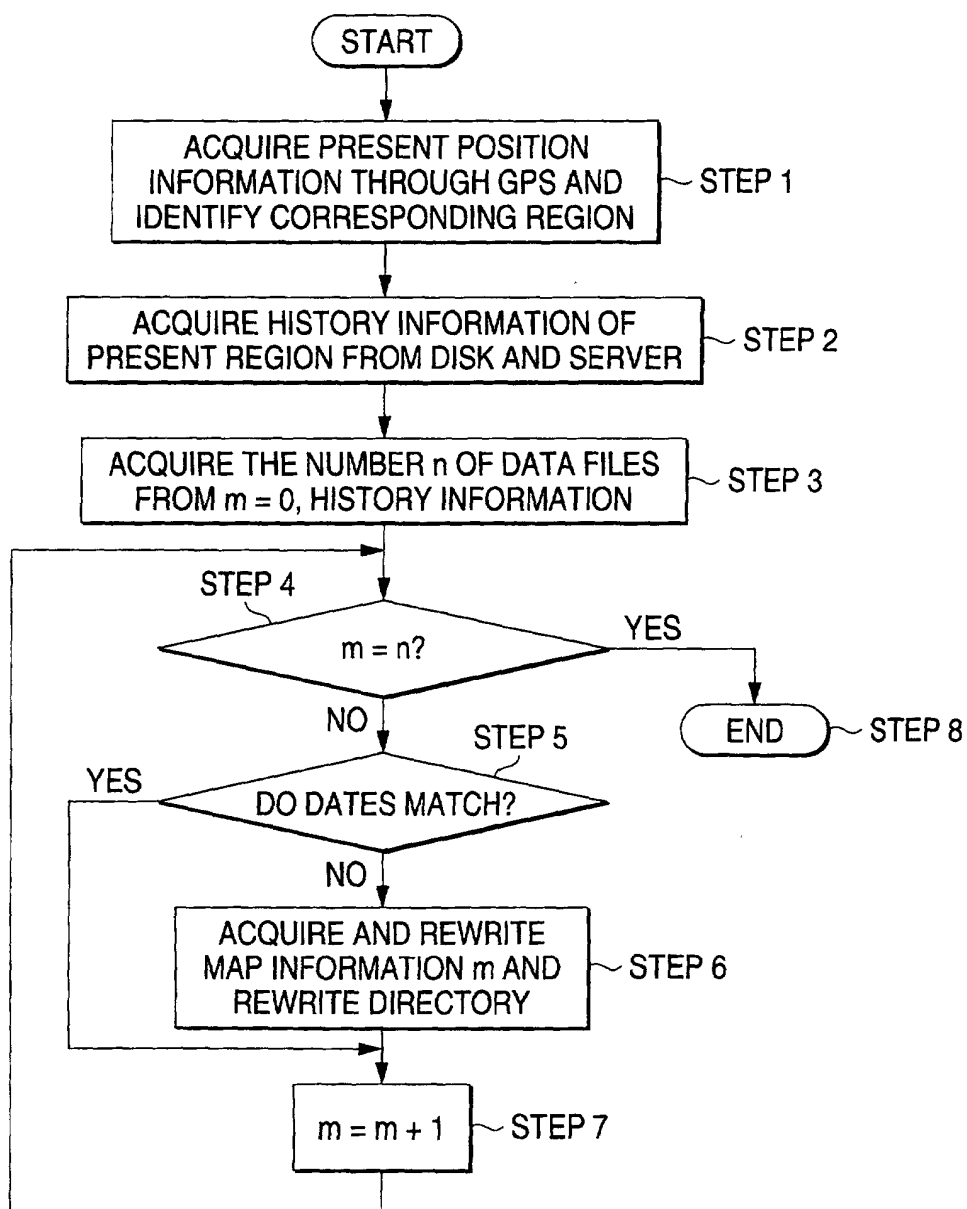 START
ACQUIRE PRESENT POSITION
INFORMATION THROUGH GPS AND
IDENTIFY CORRESPONDING REGION
STEP 1
ACQUIRE HISTORY INFORMATION OF
PRESENT REGION FROM DISK AND SERVER
STEP 2
ACQUIRE THE NUMBER n OF DATA FILES
FROM m = 0, HISTORY INFORMATION
STEP 3
STEP 4
m = n?
YES
NO
END
STEP 8
STEP 5
YES
DO DATES MATCH?
NO
ACQUIRE AND REWRITE
MAP INFORMATION m AND
REWRITE DIRECTORY
STEP 6
m = m + 1
STEP 7